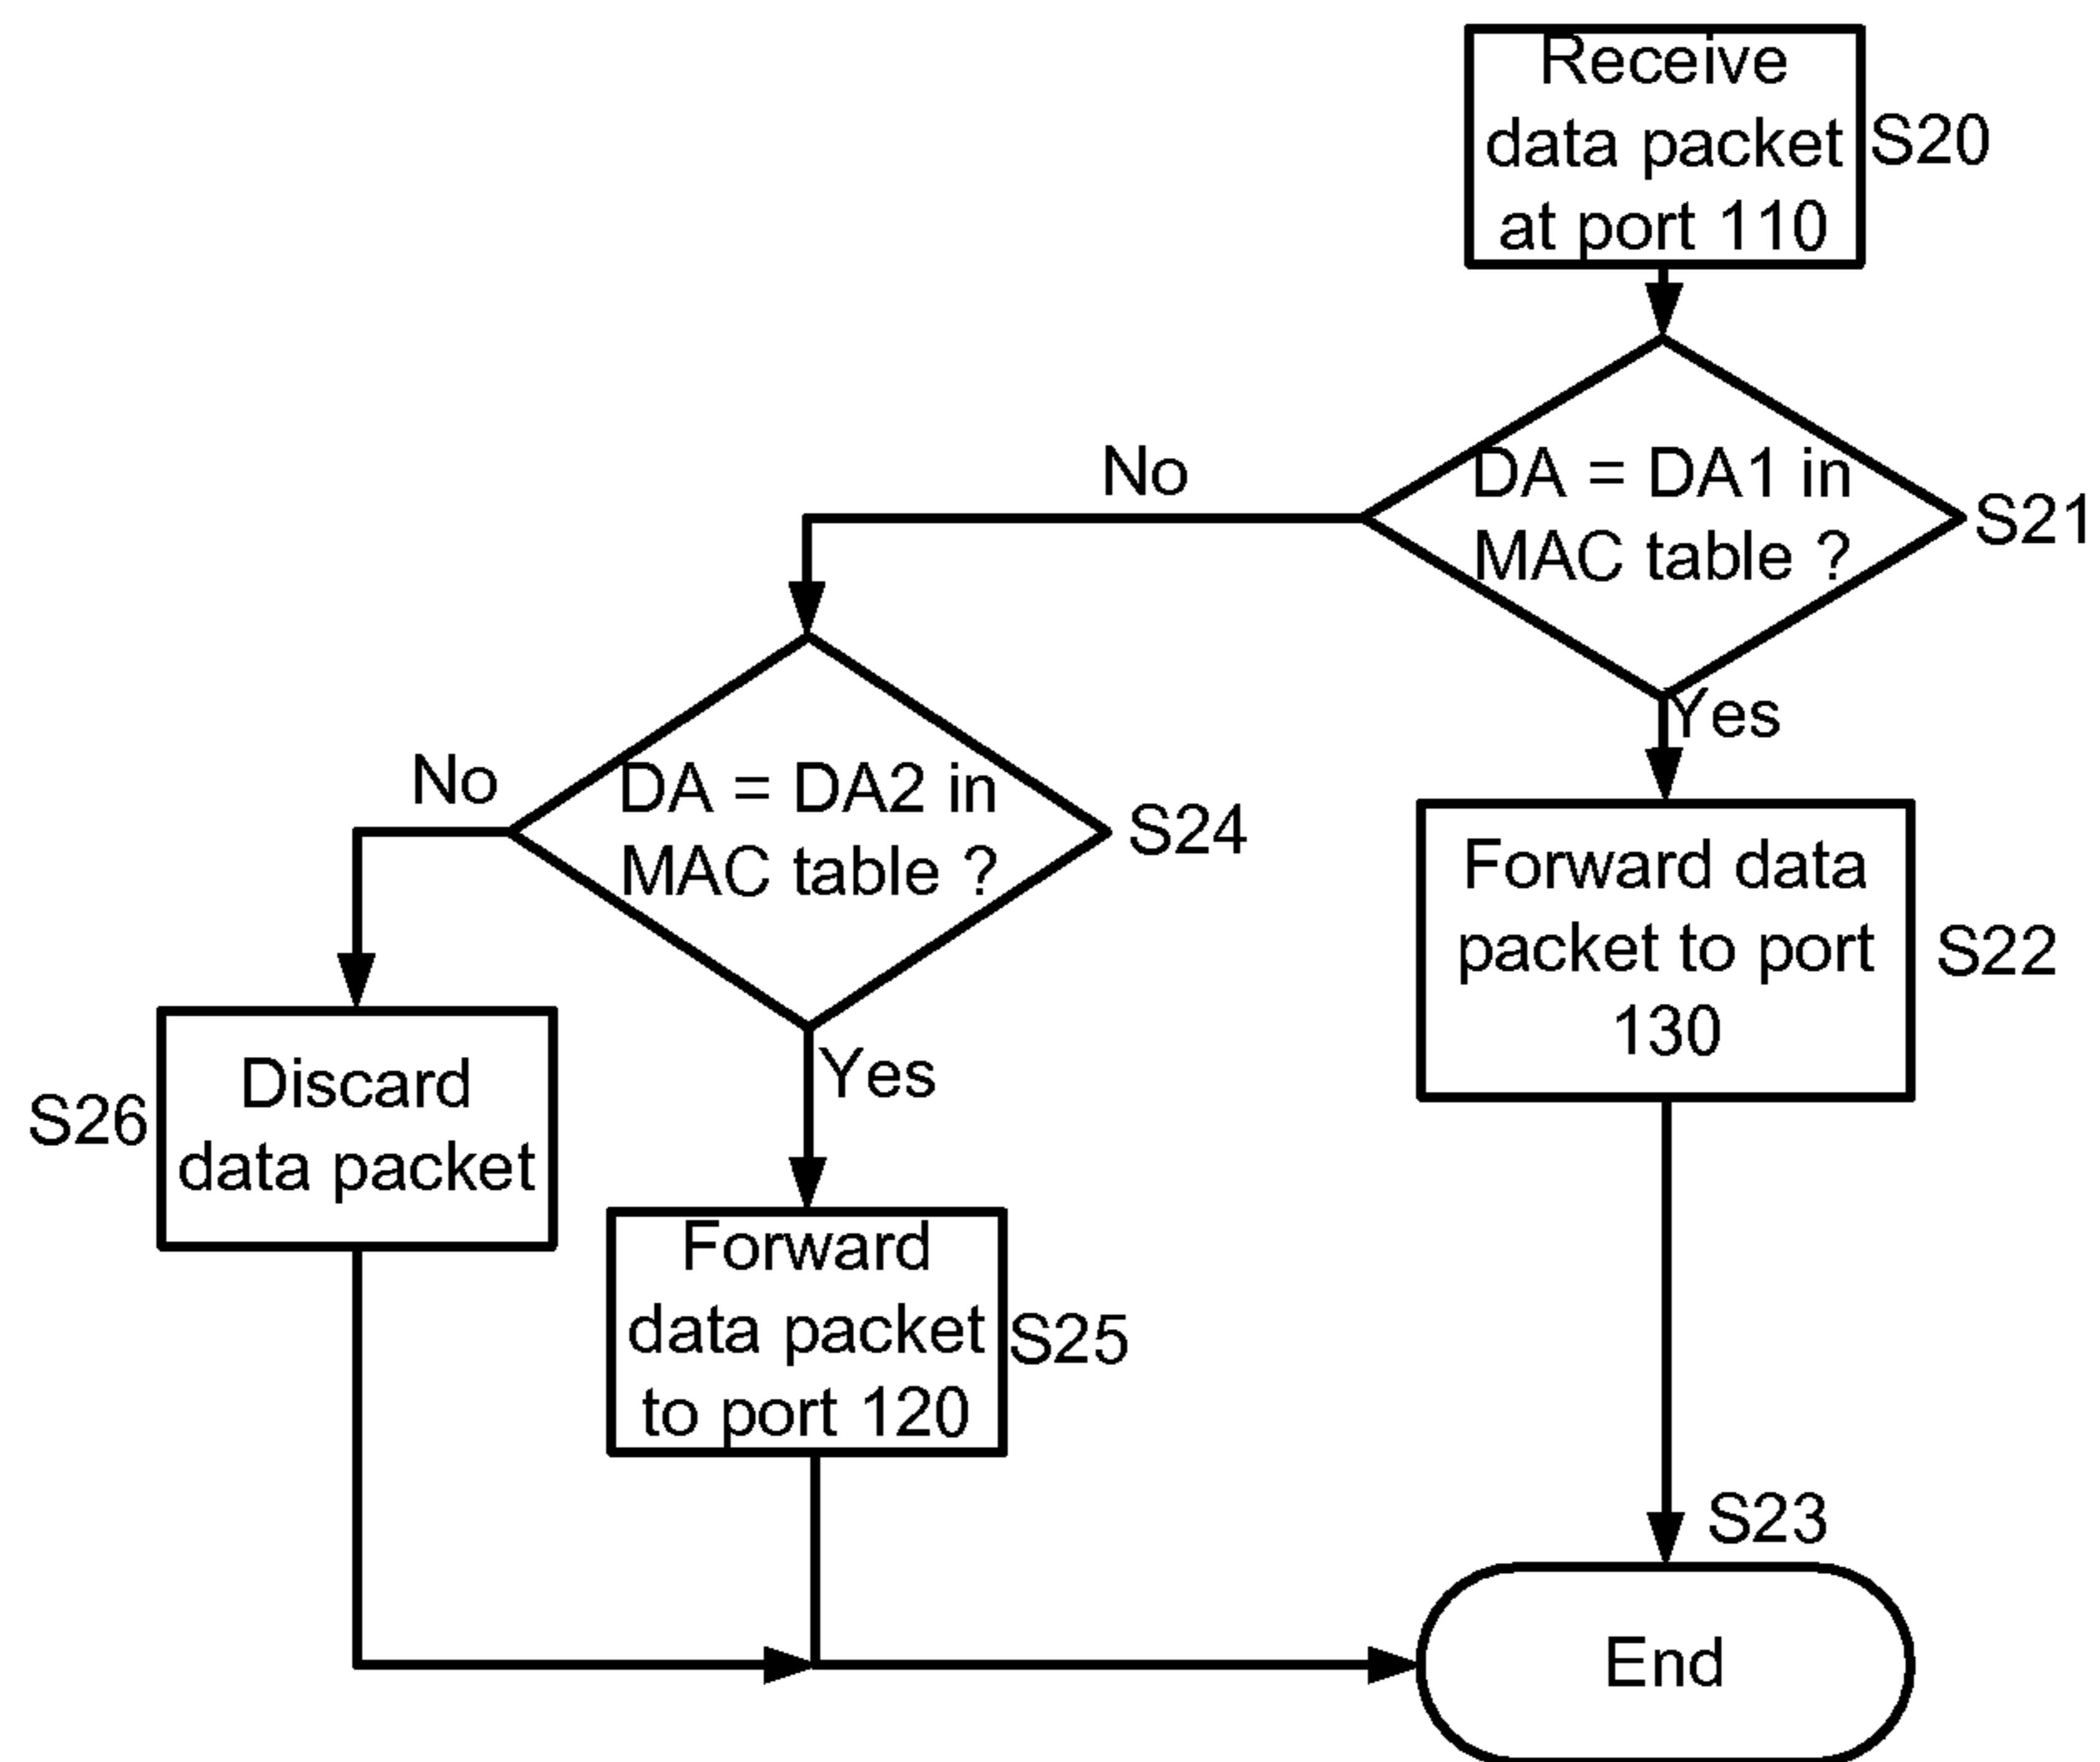 Receive
data packet
at port 110
S20
DA = DA1 in
MAC table ?
S21
No
Yes
DA = DA2 in
MAC table ?
S24
No
Yes
Forward data
packet to port
130
S22
Discard
data packet
S26
Forward
data packet
to port 120
S25
S23
End